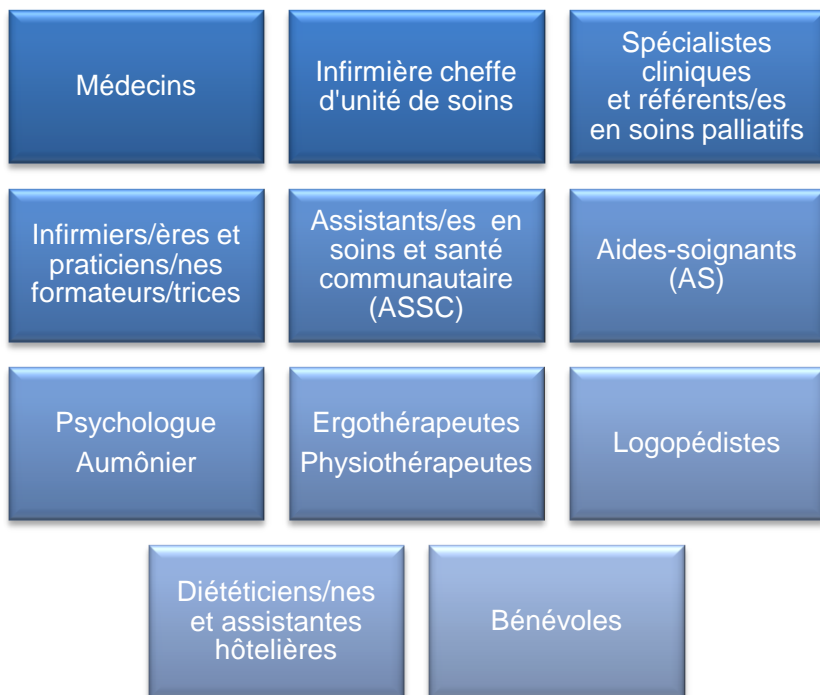 Médecins
Infirmière cheffe
d'unité de soins
Spécialistes
cliniques
et référents/es
en soins palliatifs
Infirmiers/ères et
praticiens/nes
formateurs/trices
Assistants/es en
soins et santé
communautaire
(ASSC)
Aides-soignants
(AS)
Psychologue
Aumônier
Ergothérapeutes
Physiothérapeutes
Logopédistes
Diététiciens/nes
et assistantes
hôtelières
Bénévoles